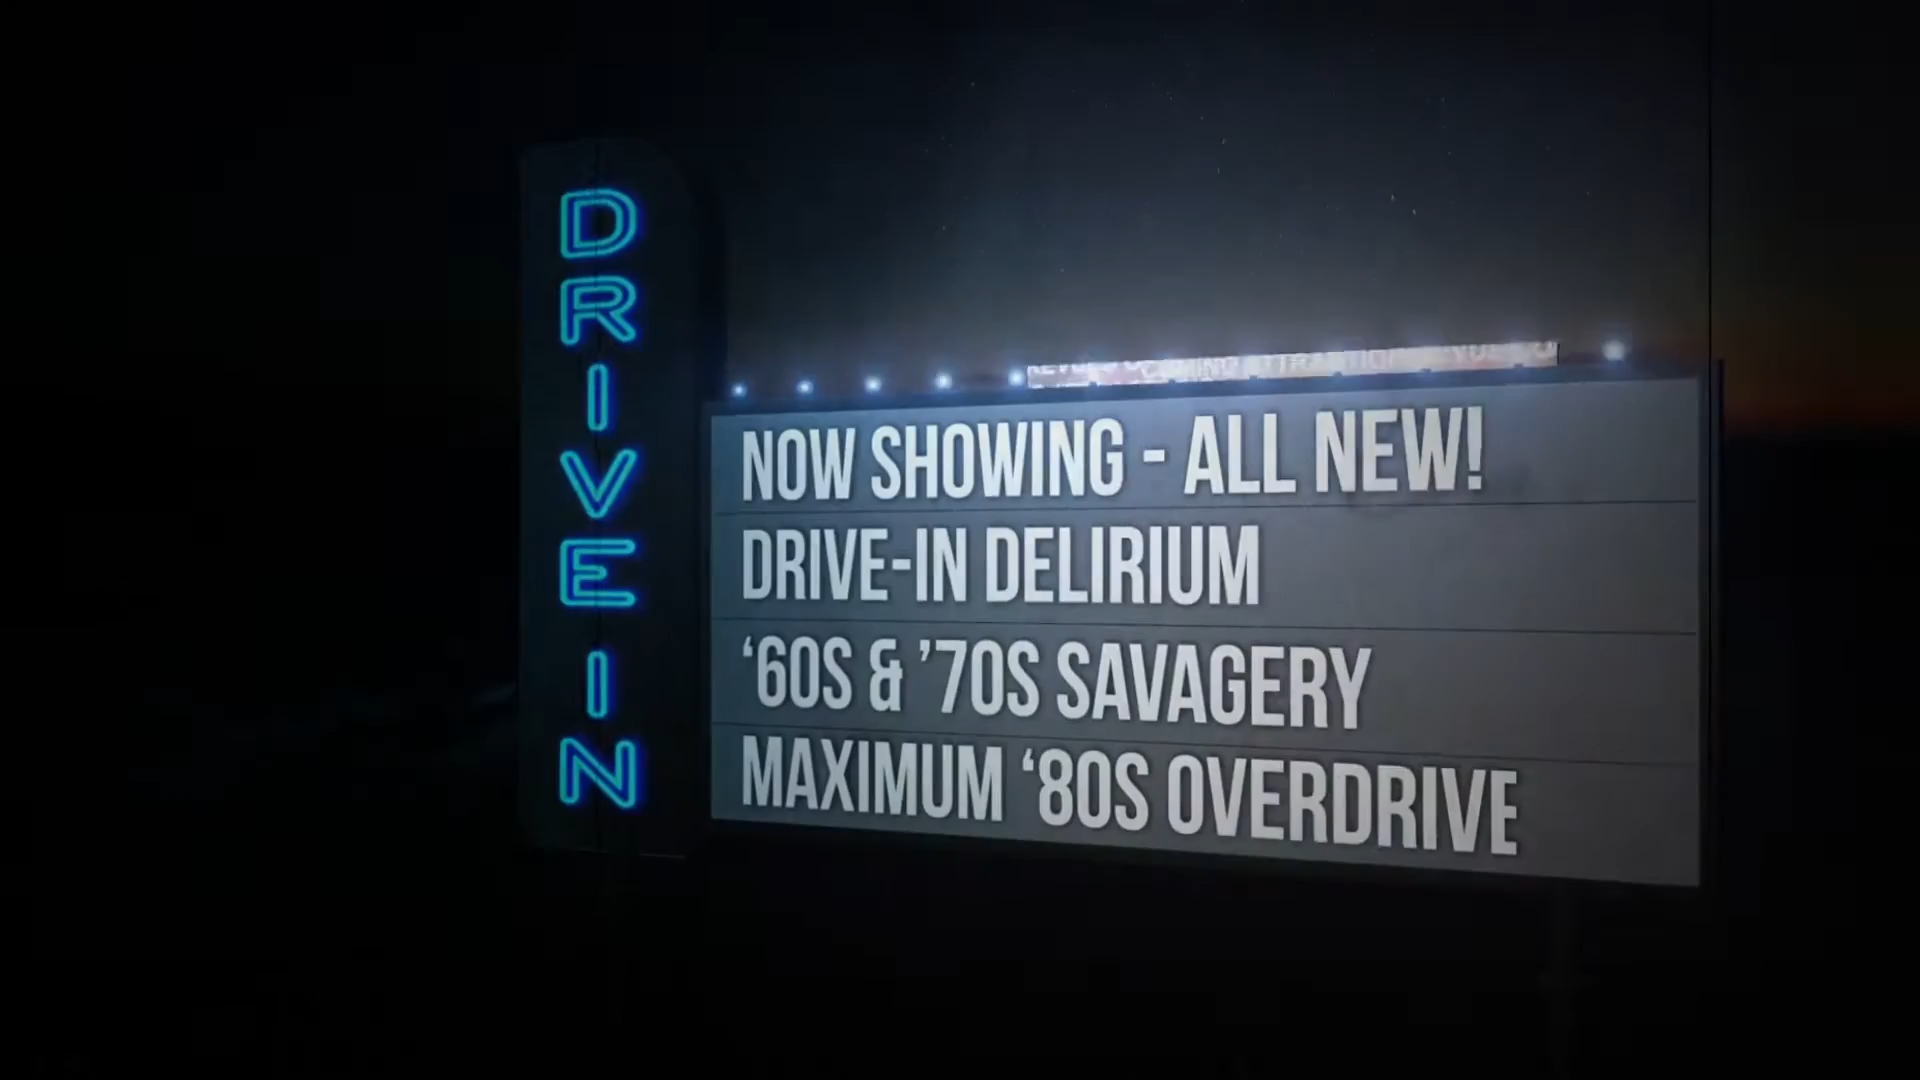 DRIVE IN
NOW SHOWING - ALL NEW!
DRIVE-IN DELIRIUM
‘60S & ’70S SAVAGERY
MAXIMUM ‘80S OVERDRIVE